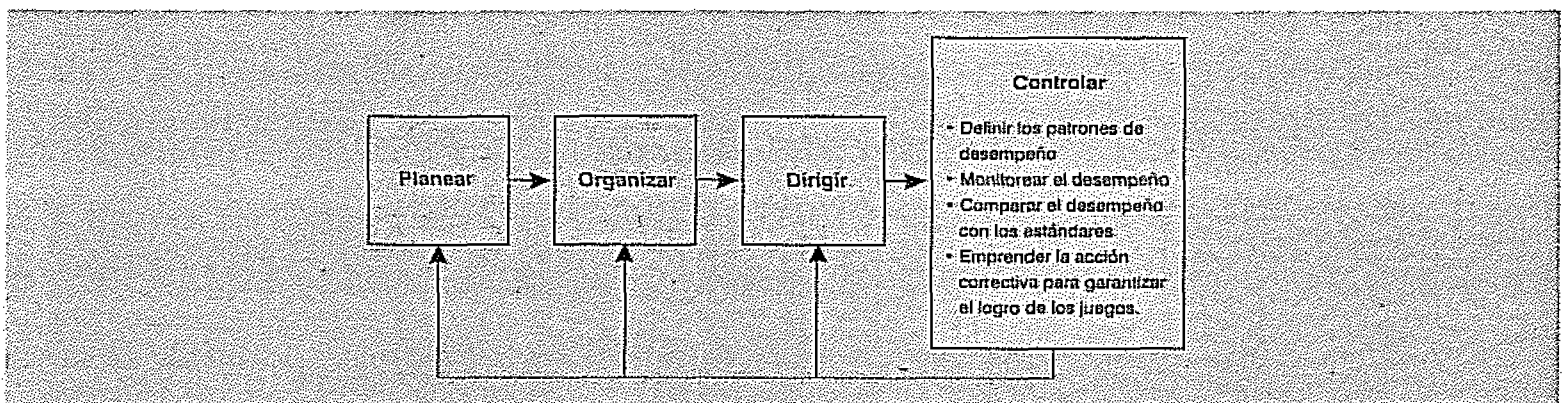 Planear
Organizar
Dirigir
Controlar
• Definir los patrones de
desempeño
• Monitorear el desempeño
• Comparar el desempeño
con los estándares
• Emprender la acción
correctiva para garantizar
el logro de los juegos.